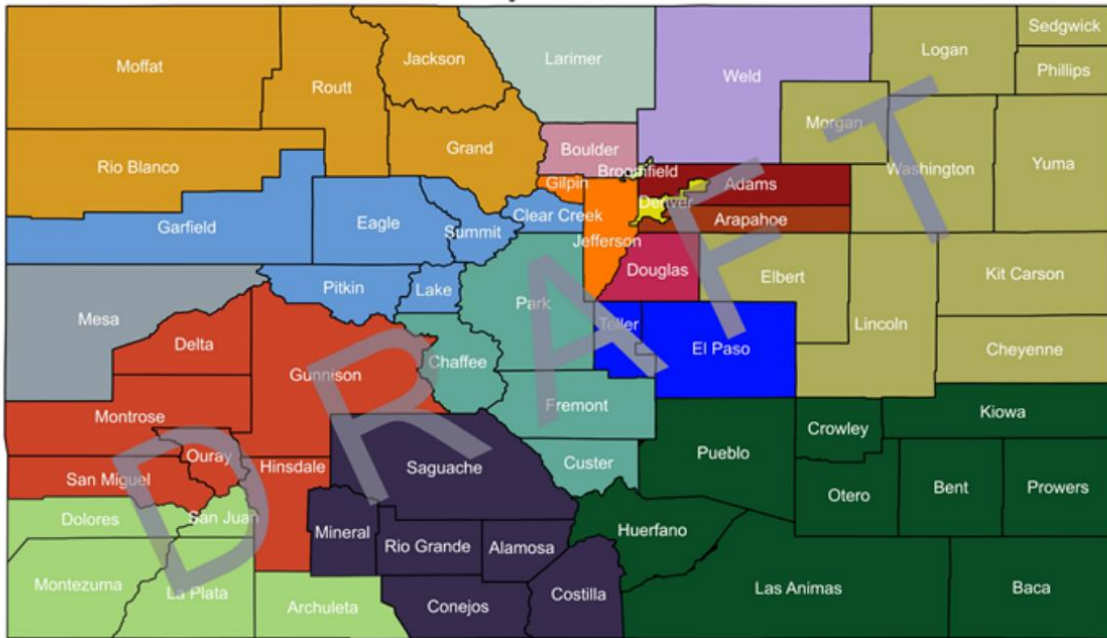 Moffat
Routt
Jackson
Larimer
Weld
Logan
Sedgwick
Phillips
Rio Blanco
Grand
Boulder
Broomfield
Morgan
Washington
Yuma
Garfield
Eagle
Summit
Gilpin
Clear Creek
Jefferson
Denver
Adams
Arapahoe
Mesa
Pitkin
Lake
Park
Douglas
Elbert
Lincoln
Kit Carson
Delta
Gunnison
Chaffee
Teller
El Paso
Cheyenne
Montrose
Fremont
Pueblo
Crowley
Kiowa
San Miguel
Ouray
Hinsdale
Saguache
Custer
Otero
Bent
Prowers
Dolores
San Juan
Mineral
Rio Grande
Alamosa
Huerfano
Montezuma
La Plata
Archuleta
Conejos
Costilla
Las Animas
Baca
DRAFT